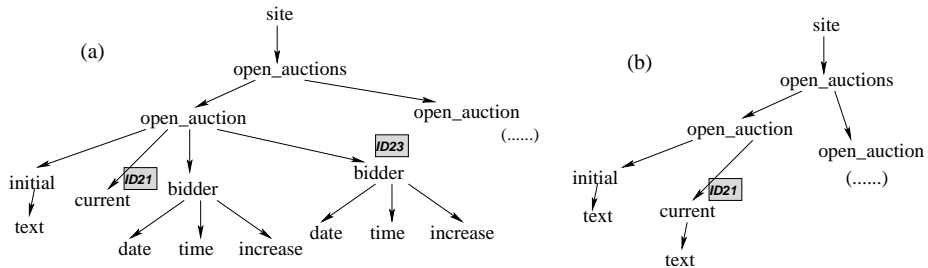 (a)
site
open_auctions
open_auction
open_auction
(......)
ID23
initial
ID21
current
bidder
bidder
text
date
time
increase
date
time
increase
(b)
site
open_auctions
open_auction
open_auction
(......)
initial
ID21
current
text
text